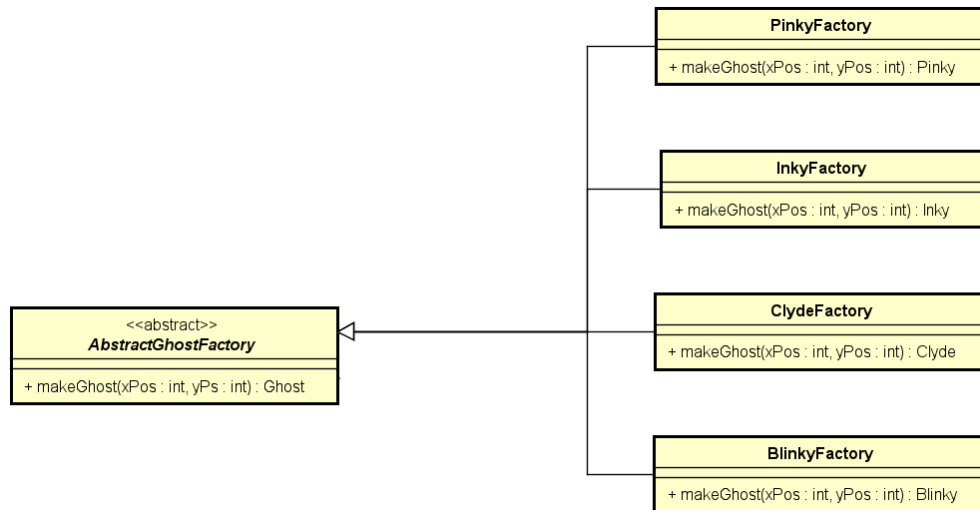 PinkyFactory
+ makeGhost(xPos : int, yPos : int) : Pinky
InkyFactory
+ makeGhost(xPos : int, yPos : int) : Inky
<<abstract>>
AbstractGhostFactory
+ makeGhost(xPos : int, yPs : int) : Ghost
ClydeFactory
+ makeGhost(xPos : int, yPos : int) : Clyde
BlinkyFactory
+ makeGhost(xPos : int, yPos : int) : Blinky